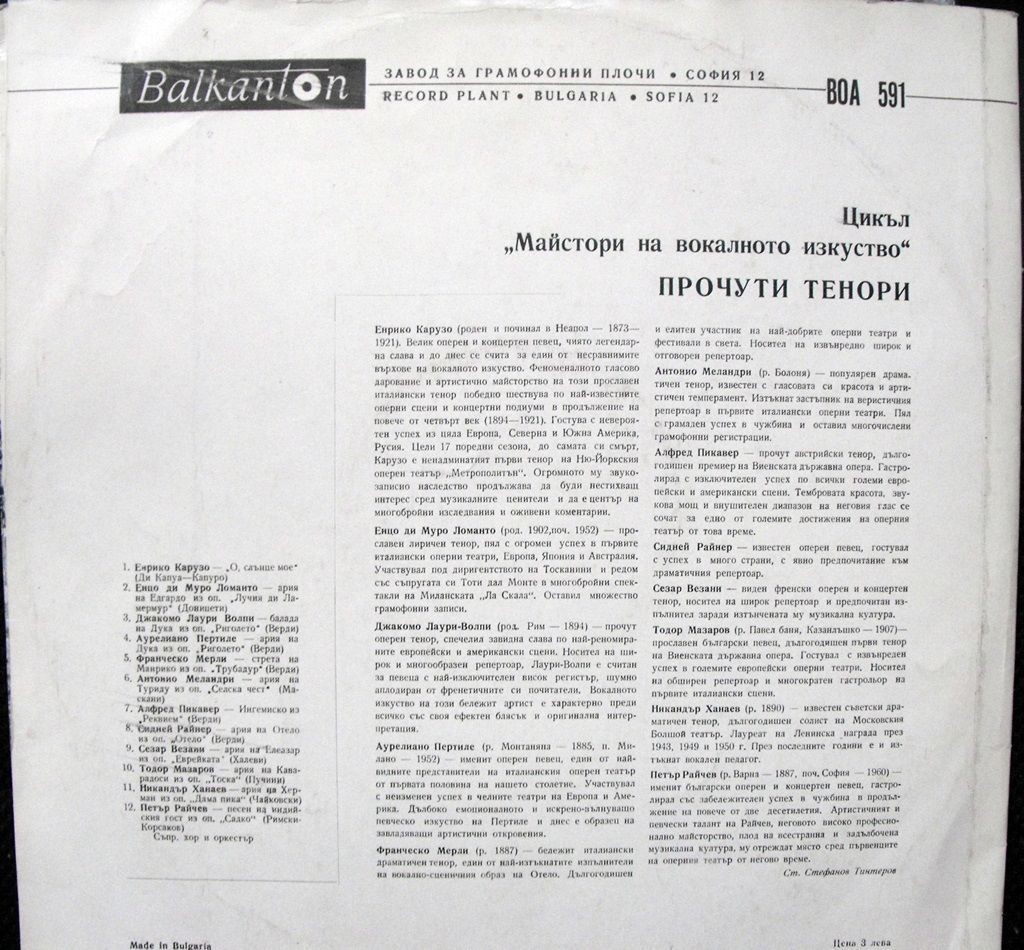 Balkanton
ЗАВОД ЗА ГРАМОФОННИ ПЛОЧИ • СОФИЯ 12
RECORD PLANT • BULGARIA • SOFIA 12
ВОА 591
Цикъл
„Майстори на вокалното изкуство“
ПРОЧУТИ ТЕНОРИ
1. Енрико Карузо — „О, слънце мое“
(Ди Капуа—Капуро)
2. Енцо ди Муро Ломанто — ария
на Едгардо из оп. „Лучия ди Ла-
мермур“ (Доницети)
3. Джакомо Лаури Волпи — балада
на Дука из оп. „Риголето“ (Верди)
4. Аурелиано Пертиле — ария на
Дука из оп. „Риголето“ (Верди)
5. Франческо Мерли — стрета на
Манрико из оп. „Трубадур“ (Верди)
6. Антонио Меландри — ария на
Туриду из оп. „Селска чест“ (Ма-
скани)
7. Алфред Пикавер — Ингемиско из
„Реквием“ (Верди)
8. Сидней Райнер — ария на Отело
из оп. „Отело“ (Верди)
9. Сезар Везани — ария на Елеазар
из оп. „Еврейката“ (Халеви)
10. Тодор Мазаров — ария на Кава-
радоси из оп. „Тоска“ (Пучини)
11. Никандър Ханаев — ария на Хер-
ман из оп. „Дама пика“ (Чайковски)
12. Петър Райчев — песен на индий-
ския гост из оп. „Садко“ (Римски-
Корсаков)
Съпр. хор и оркестър
Енрико Карузо (роден и починал в Неапол — 1873—
1921). Велик оперен и концертен певец, чиято легендар-
на слава и до днес се счита за един от несравнимите
върхове на вокалното изкуство. Феноменалното гласово
дарование и артистично майсторство на този прославен
италиански тенор победно шествува по най-известните
оперни сцени и концертни подиуми в продължение на
повече от четвърт век (1894—1921). Гостува с невероя-
тен успех из цяла Европа, Северна и Южна Америка,
Русия. Цели 17 поредни сезона, до самата си смърт,
Карузо е ненадминатият първи тенор на Ню-Йоркския
оперен театър „Метрополитън“. Огромното му звуко-
записно наследство продължава да буди нестихващ
интерес сред музикалните ценители и да е център на
многобройни изследвания и оживени коментарии.
Енцо ди Муро Ломанто (род. 1902,поч. 1952) — про-
славен лиричен тенор, пял с огромен успех в първите
италиански оперни театри, Европа, Япония и Австралия.
Участвувал под диригентството на Тосканини и редом
със съпругата си Тоти дал Монте в многобройни спек-
такли на Миланската „Ла Скала“. Оставил множество
грамофонни записи.
Джакомо Лаури-Волпи (род. Рим — 1894) — прочут
оперен тенор, спечелил завидна слава по най-реномира-
ните европейски и американски сцени. Носител на ши-
рок и многообразен репертоар, Лаури-Волпи е считан
за певеца с най-изключителен висок регистър, шумно
аплодиран от френетичните си почитатели. Вокалното
изкуство на този бележит артист е характерно преди
всичко със своя ефектен блясък и оригинална интер-
претация.
Аурелиано Пертиле (р. Монтаняна — 1885, п. Ми-
лано — 1952) — именит оперен певец, един от най-
видните представители на италианския оперен театър
от първата половина на нашето столетие. Участвувал
с неизменен успех в челните театри на Европа и Аме-
рика. Дълбоко емоционалното и искрено-вълнуващо
певческо изкуство на Пертиле и днес е образец на
завладяващи артистични откровения.
Франческо Мерли (р. 1887) — бележит италиански
драматичен тенор, един от най-изтъкнатите изпълнители
на вокално-сценичния образ на Отело. Дългогодишен
и елитен участник на най-добрите оперни театри и
фестивали в света. Носител на извънредно широк и
отговорен репертоар.
Антонио Меландри (р. Болоня) — популярен драма-
тичен тенор, известен с гласовата си красота и арти-
стичен темперамент. Изтъкнат застъпник на веристичния
репертоар в първите италиански оперни театри. Пял
с грамаден успех в чужбина и оставил многочислени
грамофонни регистрации.
Алфред Пикавер — прочут австрийски тенор, дълго-
годишен премиер на Виенската държавна опера. Гастро-
лирал с изключителен успех по всички големи евро-
пейски и американски сцени. Тембровата красота, зву-
кова мощ и внушителен диапазон на неговия глас се
сочат за едно от големите достижения на оперния
театър от това време.
Сидней Райнер — известен оперен певец, гостувал
с успех в много страни, с явно предпочитание към
драматичния репертоар.
Сезар Везани — виден френски оперен и концертен
тенор, носител на широк репертоар и предпочитан из-
пълнител заради изтънчената му музикална култура.
Тодор Мазаров (р. Павел баня, Казанлъшко — 1907)—
прославен български певец, дългогодишен първи тенор
на Виенската държавна опера. Гостувал с извънреден
успех в големите европейски оперни театри. Носител
на обширен репертоар и многократен гастрольор на
първите италиански сцени.
Никандър Ханаев (р. 1890) — известен съветски дра-
матичен тенор, дългогодишен солист на Московския
Болшой театър. Лауреат на Ленинска награда през
1943, 1949 и 1950 г. През последните години е и из-
тъкнат вокален педагог.
Петър Райчев (р. Варна — 1887, поч. София — 1960) —
именит български оперен и концертен певец, гастро-
лирал със забележителен успех в чужбина в продъл-
жение на повече от две десетилетия. Артистичният и
певчески талант на Райчев, неговото високо професио-
нално майсторство, плод на всестранна и задълбочена
музикална култура, му отреждат място сред първенците
на оперния театър от негово време.
Ст. Стефанов Тинтеров
Made in Bulgaria
Цена 3 лева